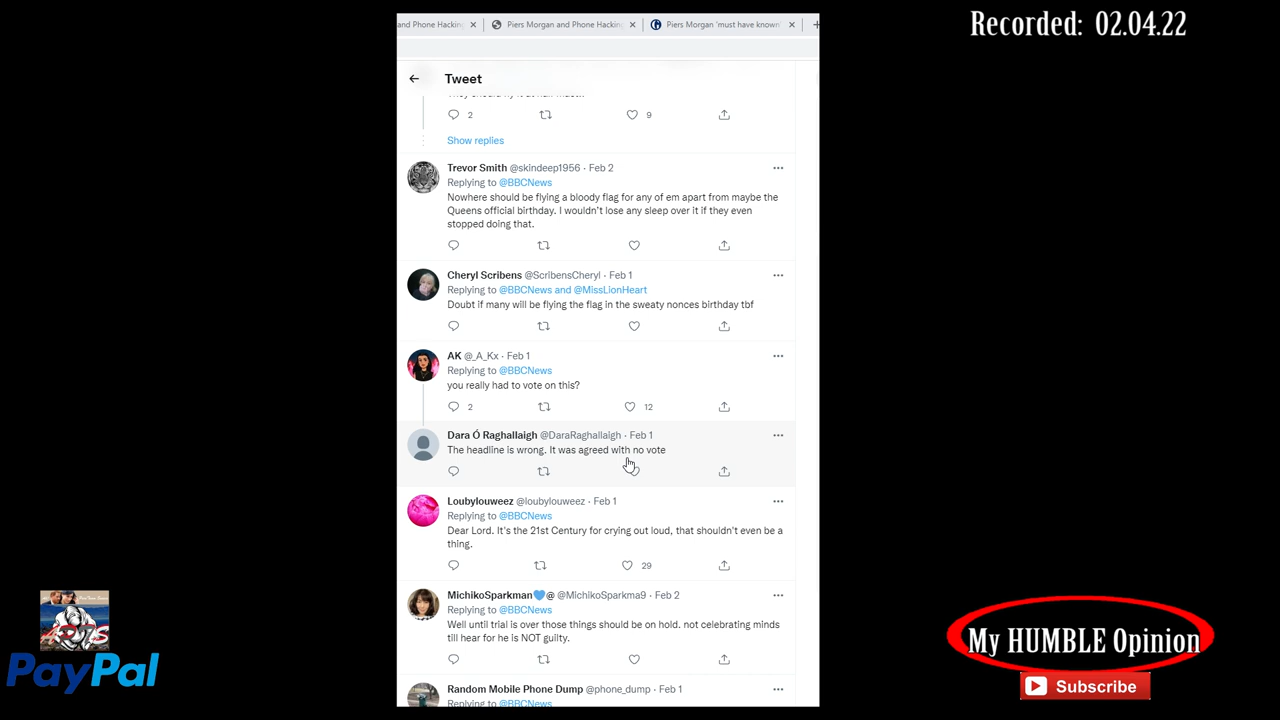 Recorded: 02.04.22
and Phone Hacking
Piers Morgan and Phone Hacking
Piers Morgan 'must have known
Tweet
2
9
Show replies
Trevor Smith @skindeep1956 · Feb 2
Replying to @BBCNews
Nowhere should be flying a bloody flag for any of em apart from maybe the
Queens official birthday. I wouldn't lose any sleep over it if they even
stopped doing that.
Cheryl Scribens @ScribensCheryl · Feb 1
Replying to @BBCNews and @MissLionHeart
Doubt if many will be flying the flag in the sweaty nonces birthday tbf
AK @_A_Kx · Feb 1
Replying to @BBCNews
you really had to vote on this?
2
12
Dara Ó Raghallaigh @DaraRaghallaigh · Feb 1
The headline is wrong. It was agreed with no vote
Loubylouweez @loubylouweez · Feb 1
Replying to @BBCNews
Dear Lord. It's the 21st Century for crying out loud, that shouldn't even be a
thing.
29
MichikoSparkman💙@ @MIchikoSparkma9 · Feb 2
Replying to @BBCNews
Well until trial is over those things should be on hold. not celebrating minds
till hear for he is NOT guilty.
Random Mobile Phone Dump @phone_dump · Feb 1
Replying to @BBCNews
PayPal
My HUMBLE Opinion
Subscribe